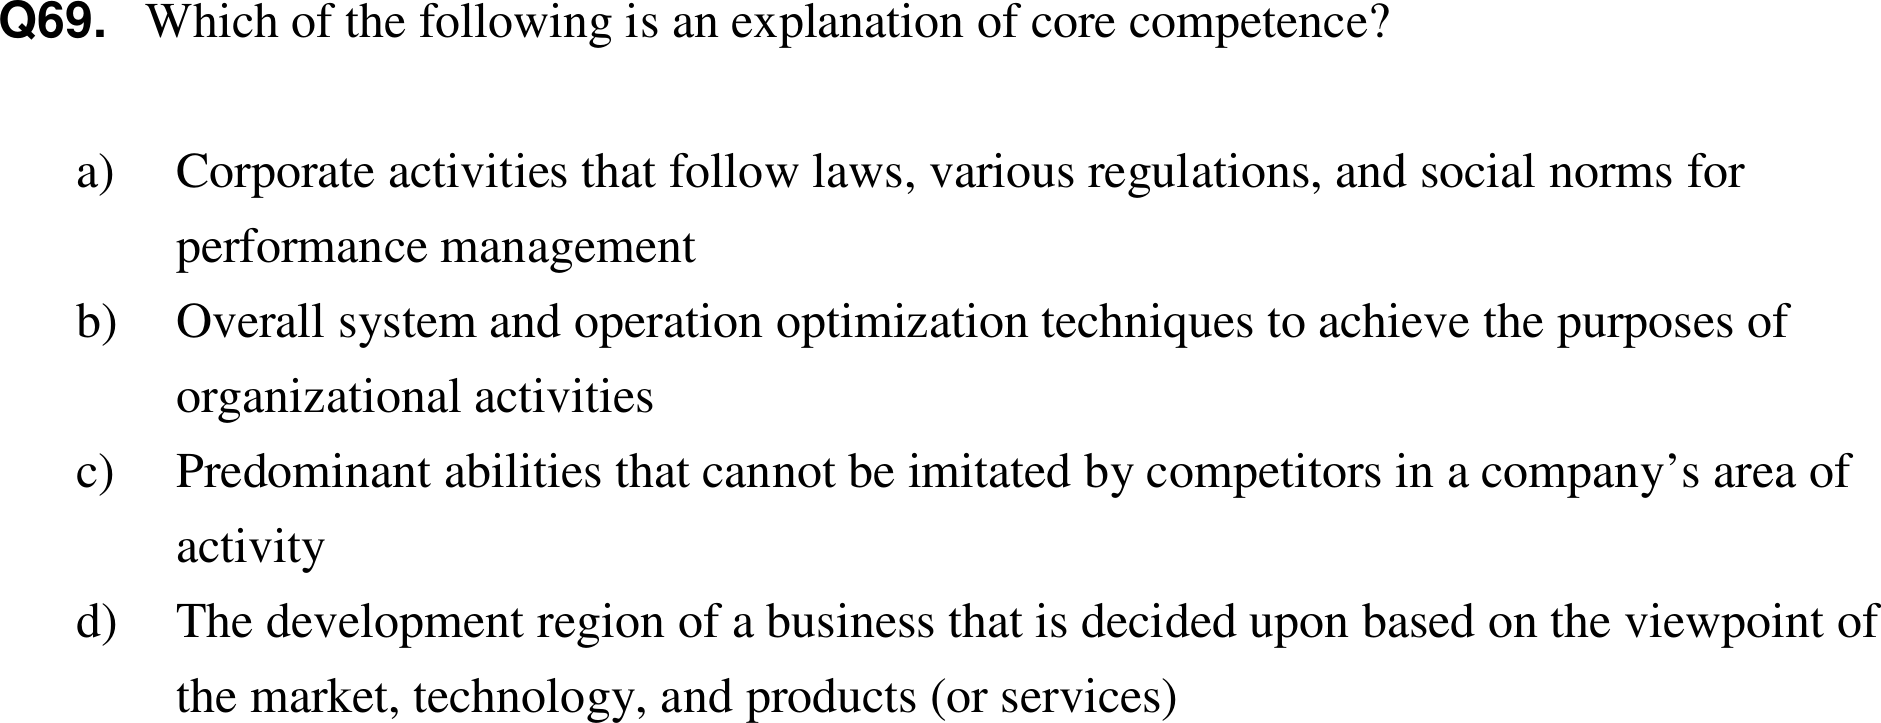 Q69. Which of the following is an explanation of core competence?
a) Corporate activities that follow laws, various regulations, and social norms for
performance management
b) Overall system and operation optimization techniques to achieve the purposes of
organizational activities
c) Predominant abilities that cannot be imitated by competitors in a company’s area of
activity
d) The development region of a business that is decided upon based on the viewpoint of
the market, technology, and products (or services)